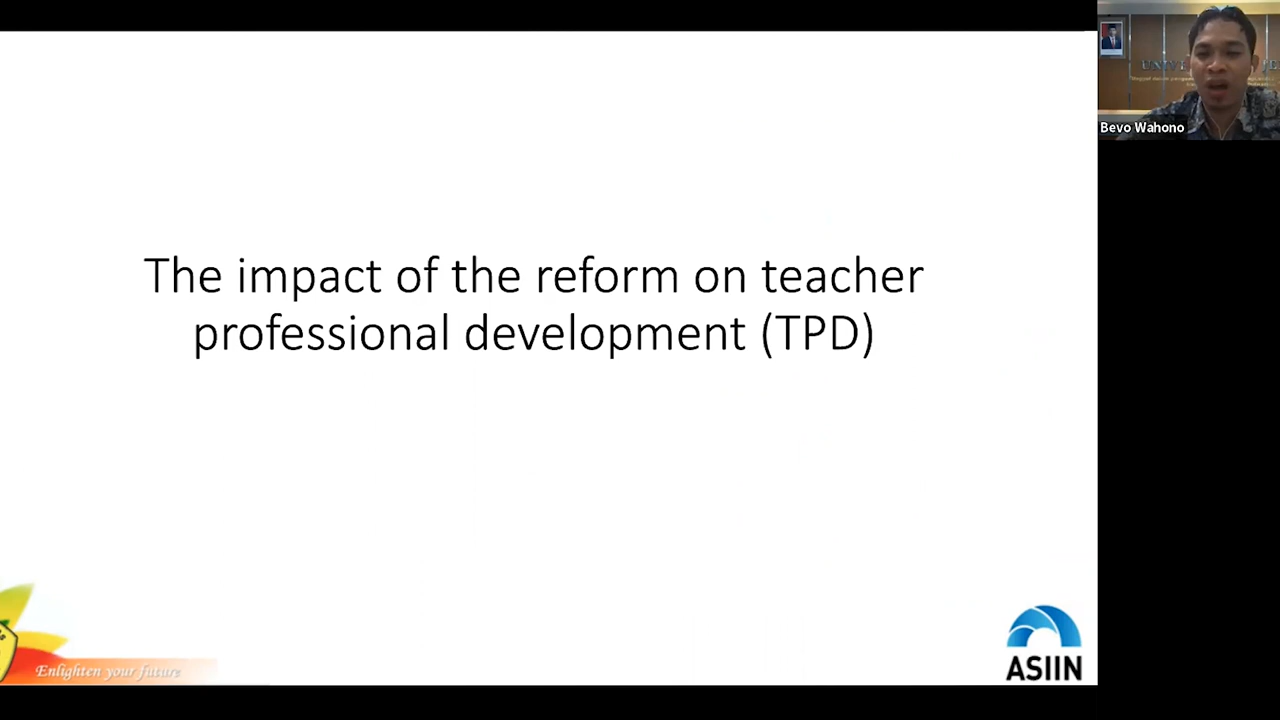 The impact of the reform on teacher
professional development (TPD)
Bevo Wahono
Enlighten your future
ASIIN